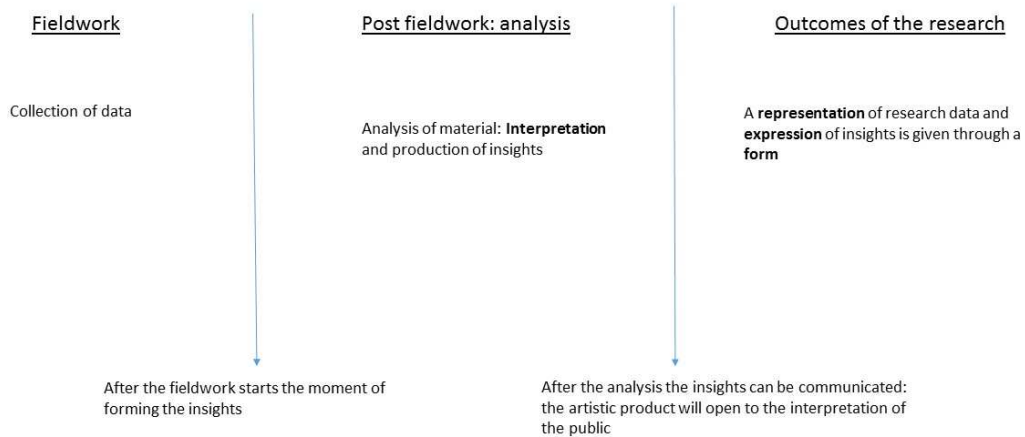 Fieldwork
Post fieldwork: analysis
Outcomes of the research
Collection of data
Analysis of material: Interpretation
and production of insights
A representation of research data and
expression of insights is given through a
form
After the fieldwork starts the moment of
forming the insights
After the analysis the insights can be communicated:
the artistic product will open to the interpretation of
the public